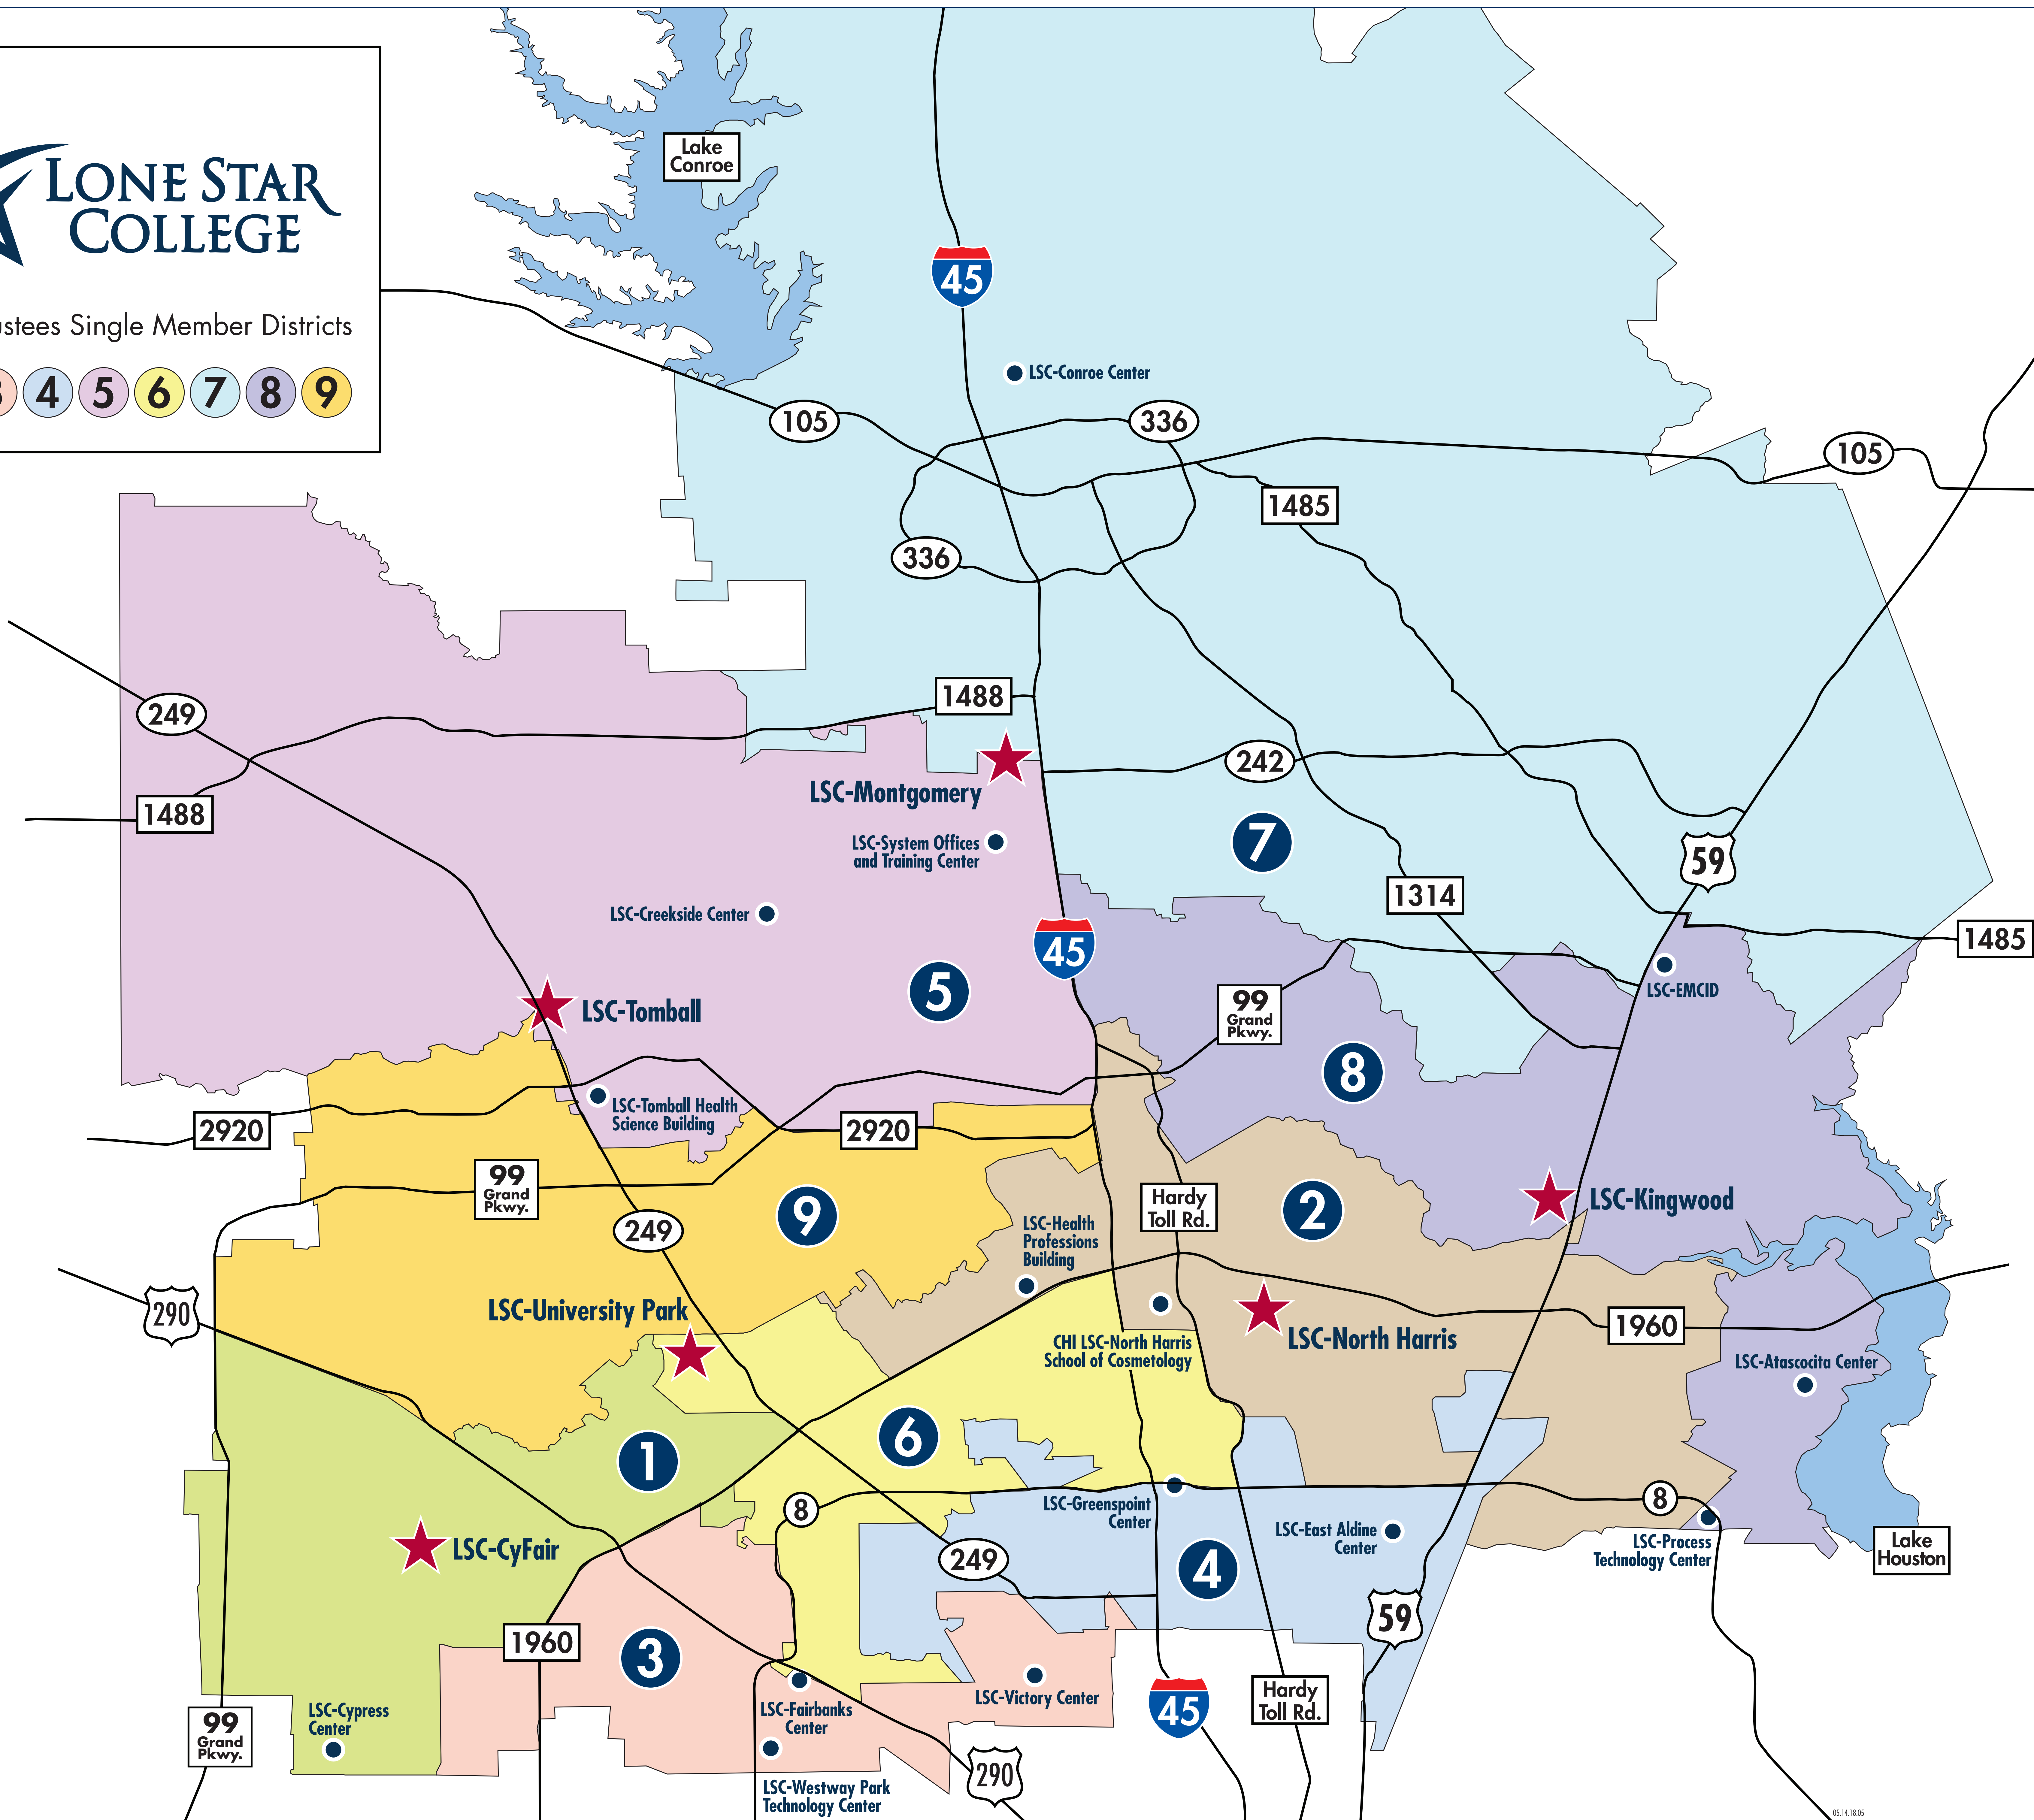 LONE STAR
COLLEGE
Single Member Districts
4 5 6 7 8 9
Lake
Conroe
45
LSC-Conroe Center
105
336
105
1485
336
249
1488
LSC-Montgomery
242
1488
LSC-System Offices
and Training Center
7
59
1314
LSC-Creekside Center
45
1485
5
LSC-EMCID
99
Grand
Pkwy.
LSC-Tomball
8
LSC-Tomball Health
Science Building
2920
2920
99
Grand
Pkwy.
LSC-Kingwood
Hardy
Toll Rd.
2
9
249
LSC-Health
Professions
Building
290
LSC-University Park
LSC-North Harris
1960
CHI LSC-North Harris
School of Cosmetology
LSC-Atascocita Center
6
1
8
8
LSC-Greenspoint
Center
LSC-East Aldine
Center
LSC-Process
Technology Center
Lake
Houston
LSC-CyFair
249
4
59
1960
3
LSC-Victory Center
45
Hardy
Toll Rd.
LSC-Fairbanks
Center
LSC-Cypress
Center
99
Grand
Pkwy.
290
LSC-Westway Park
Technology Center
05.14.18.05